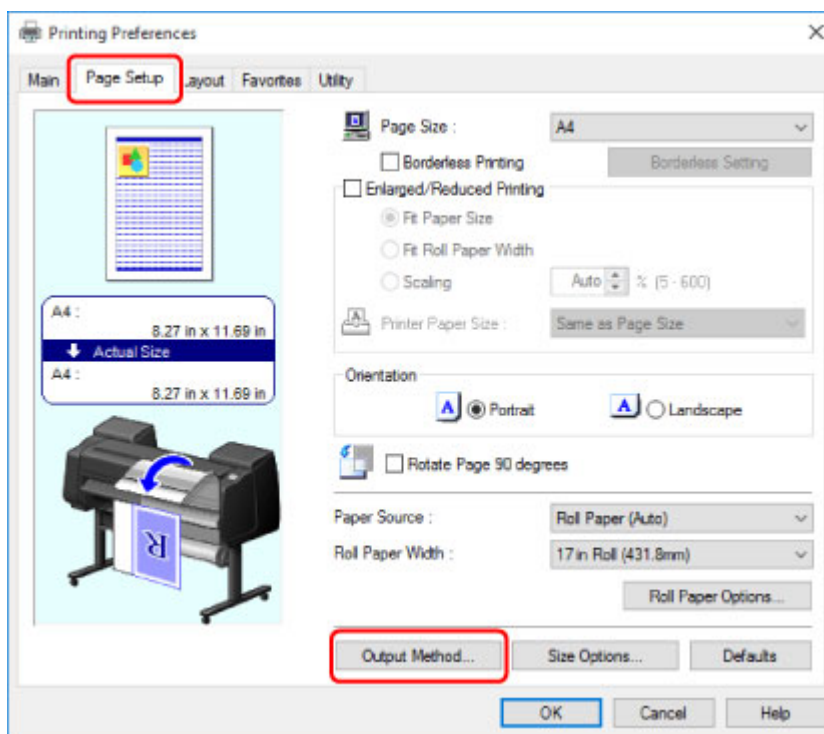 Printing Preferences
Main Page Setup Layout Favorites Utility
Page Size : A4
Borderless Printing Borderless Setting
Enlarged/Reduced Printing
Fit Paper Size
Fit Roll Paper Width
Scaling Auto % (5 - 600)
Printer Paper Size : Same as Page Size
A4 :
8.27 in x 11.69 in
Actual Size
A4 :
8.27 in x 11.69 in
Orientation
A Portrait A Landscape
Rotate Page 90 degrees
R
Paper Source : Roll Paper (Auto)
Roll Paper Width : 17 in Roll (431.8mm)
Roll Paper Options...
Output Method... Size Options... Defaults
OK Cancel Help